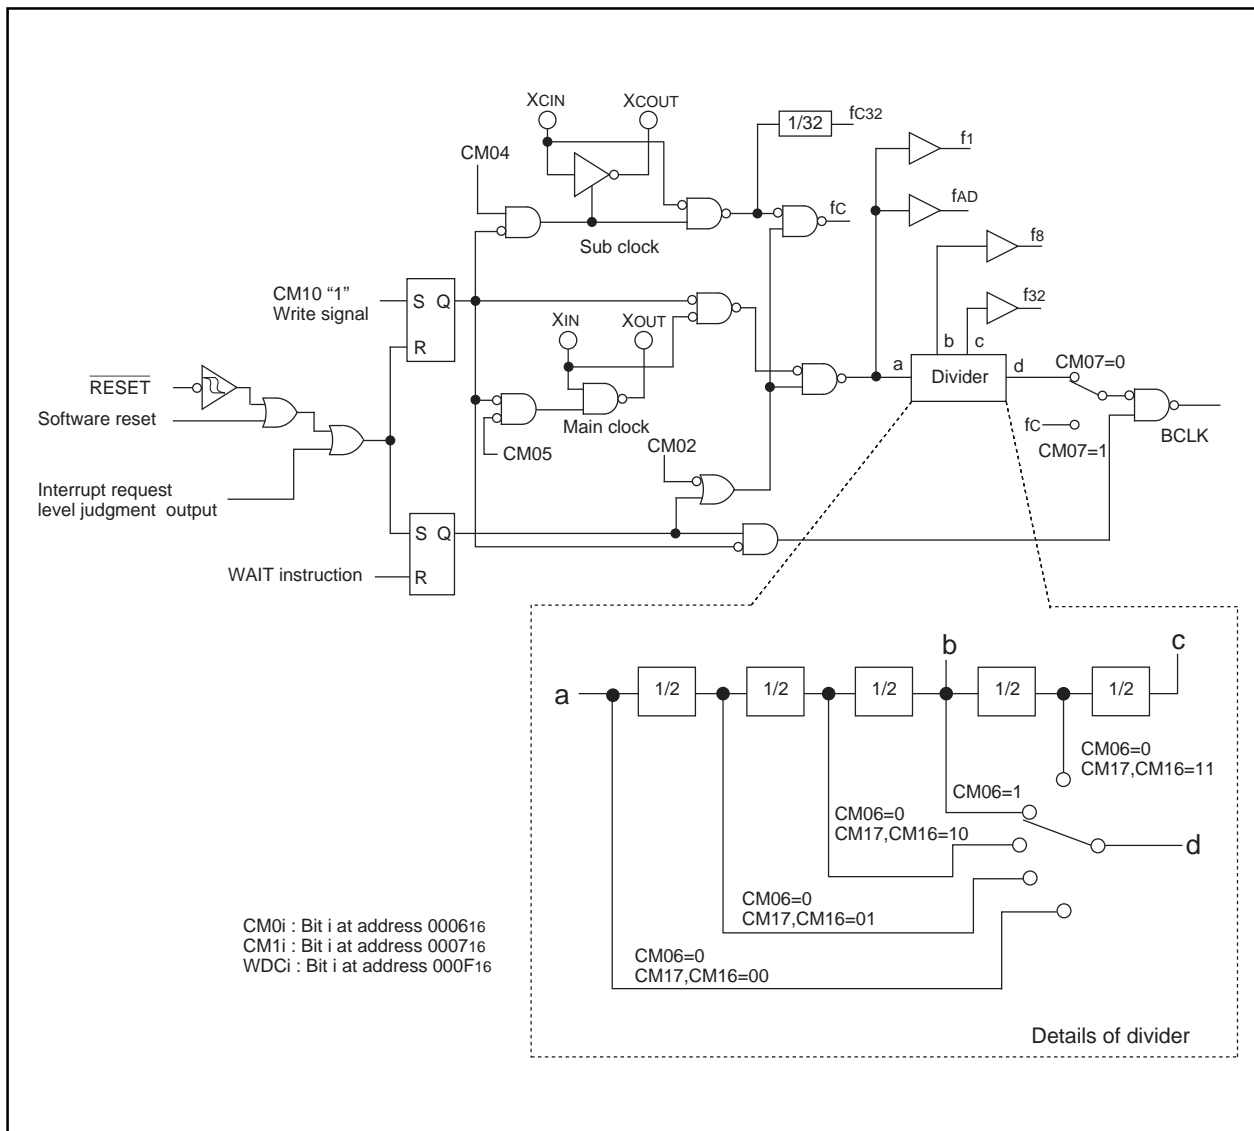 XCIN
XCOUT
1/32
fC32
f1
CM04
fAD
fC
f8
Sub clock
CM10 “1”
Write signal
S Q
R
f32
XIN
XOUT
b
c
a
Divider
d
CM07=0
RESET
Software reset
Main clock
CM05
CM02
fC
CM07=1
BCLK
Interrupt request
level judgment output
S Q
R
WAIT instruction
b
c
a
1/2
1/2
1/2
1/2
1/2
CM06=0
CM17,CM16=11
CM06=1
CM06=0
CM17,CM16=10
d
CM06=0
CM17,CM16=01
CM06=0
CM17,CM16=00
CM0i : Bit i at address 000616
CM1i : Bit i at address 000716
WDCi : Bit i at address 000F16
Details of divider